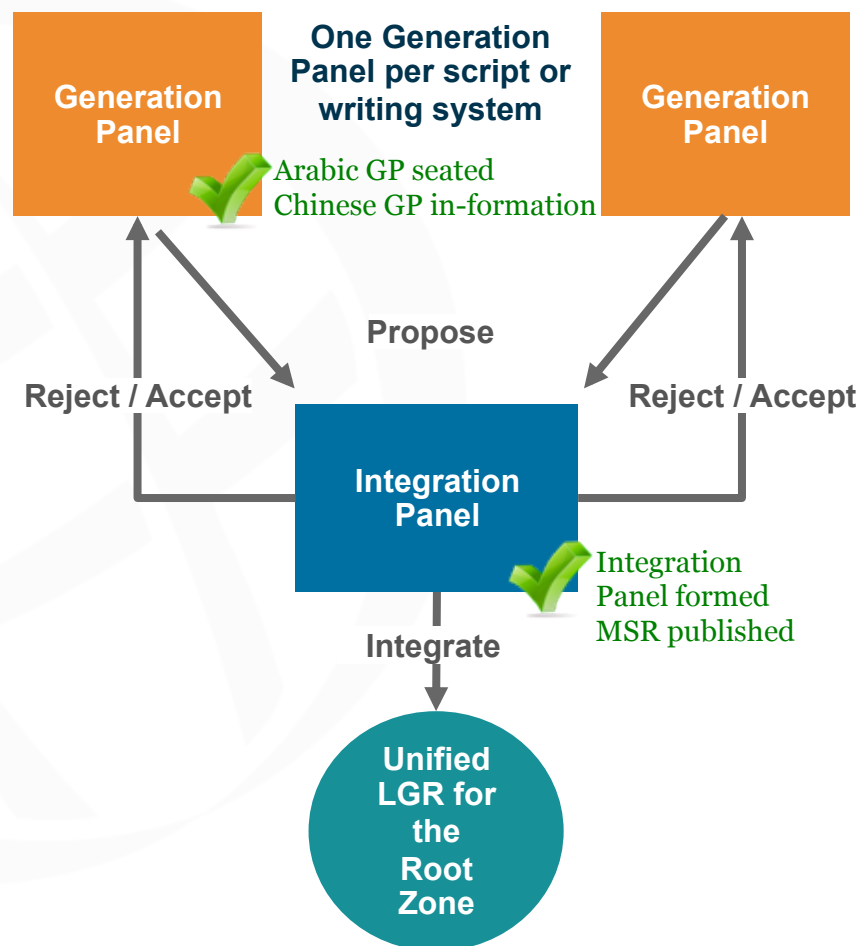 One Generation
Panel per script or
writing system
Generation
Panel
Generation
Panel
Arabic GP seated
Chinese GP in-formation
Propose
Reject / Accept
Reject / Accept
Integration
Panel
Integration
Panel formed
MSR published
Integrate
Unified
LGR for
the
Root
Zone